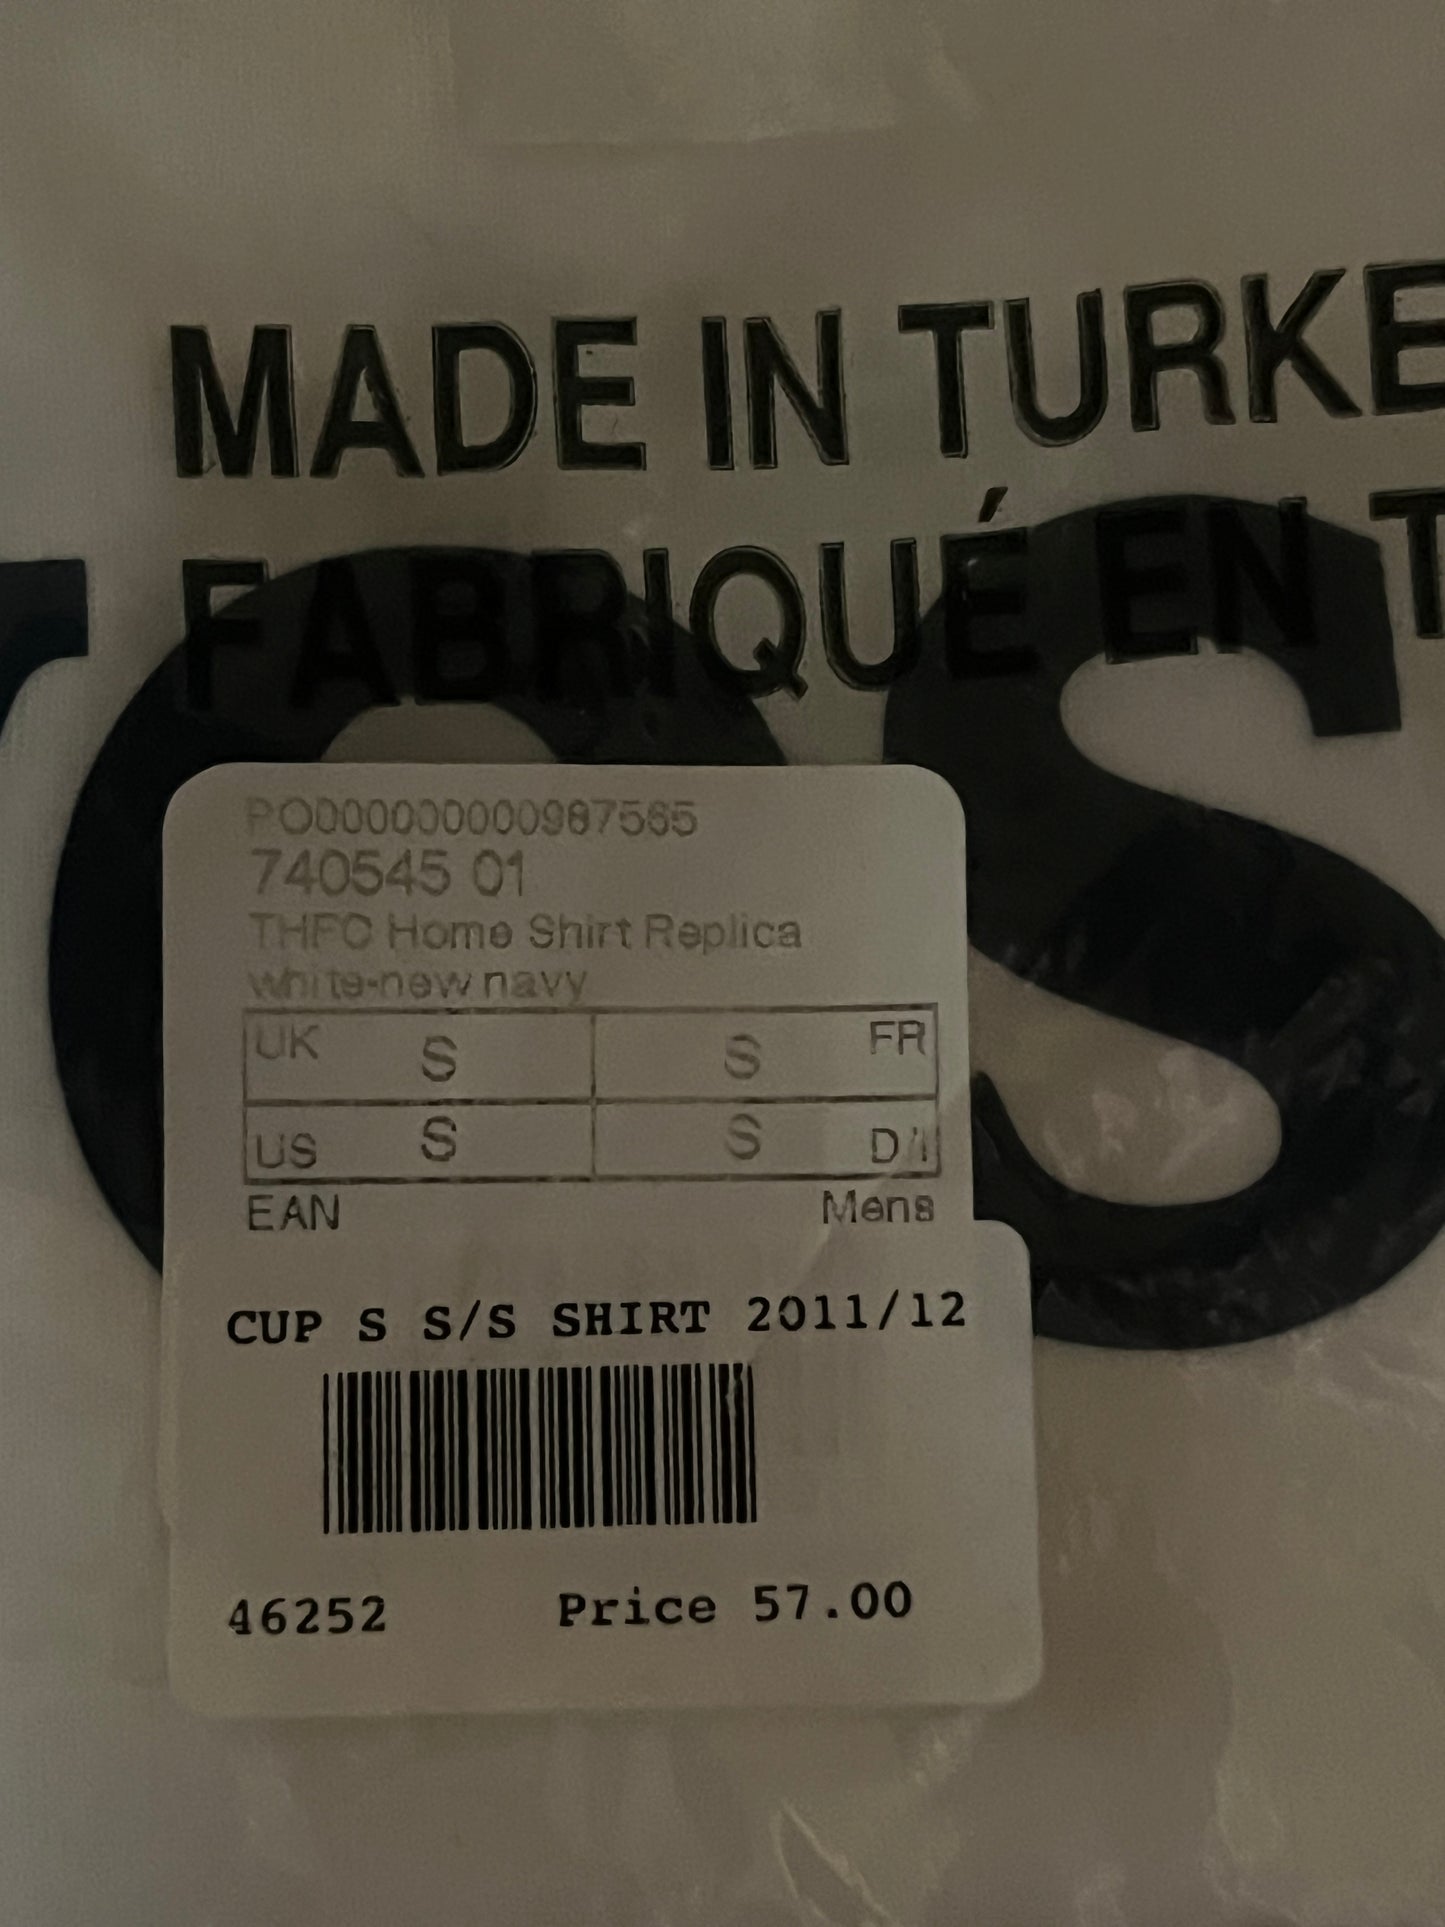 MADE IN TURKE
FABRIQUÉ EN T
PO000000000987565
740545 01
THFC Home Shirt Replica
white-new navy
UK S S FR
US S S D/I
EAN Mens
CUP S S/S SHIRT 2011/12
46252 Price 57.00